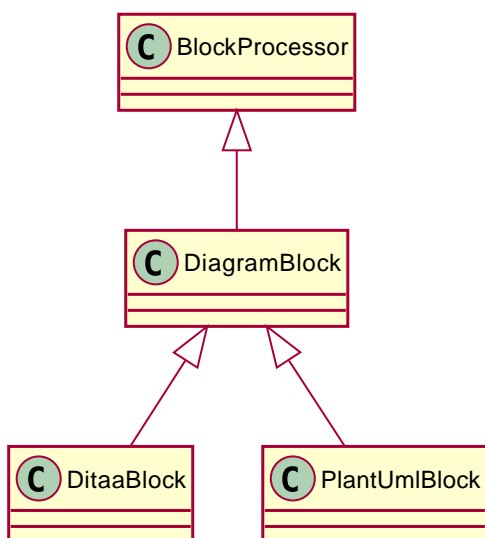 C BlockProcessor
C DiagramBlock
C DitaaBlock
C PlantUmlBlock